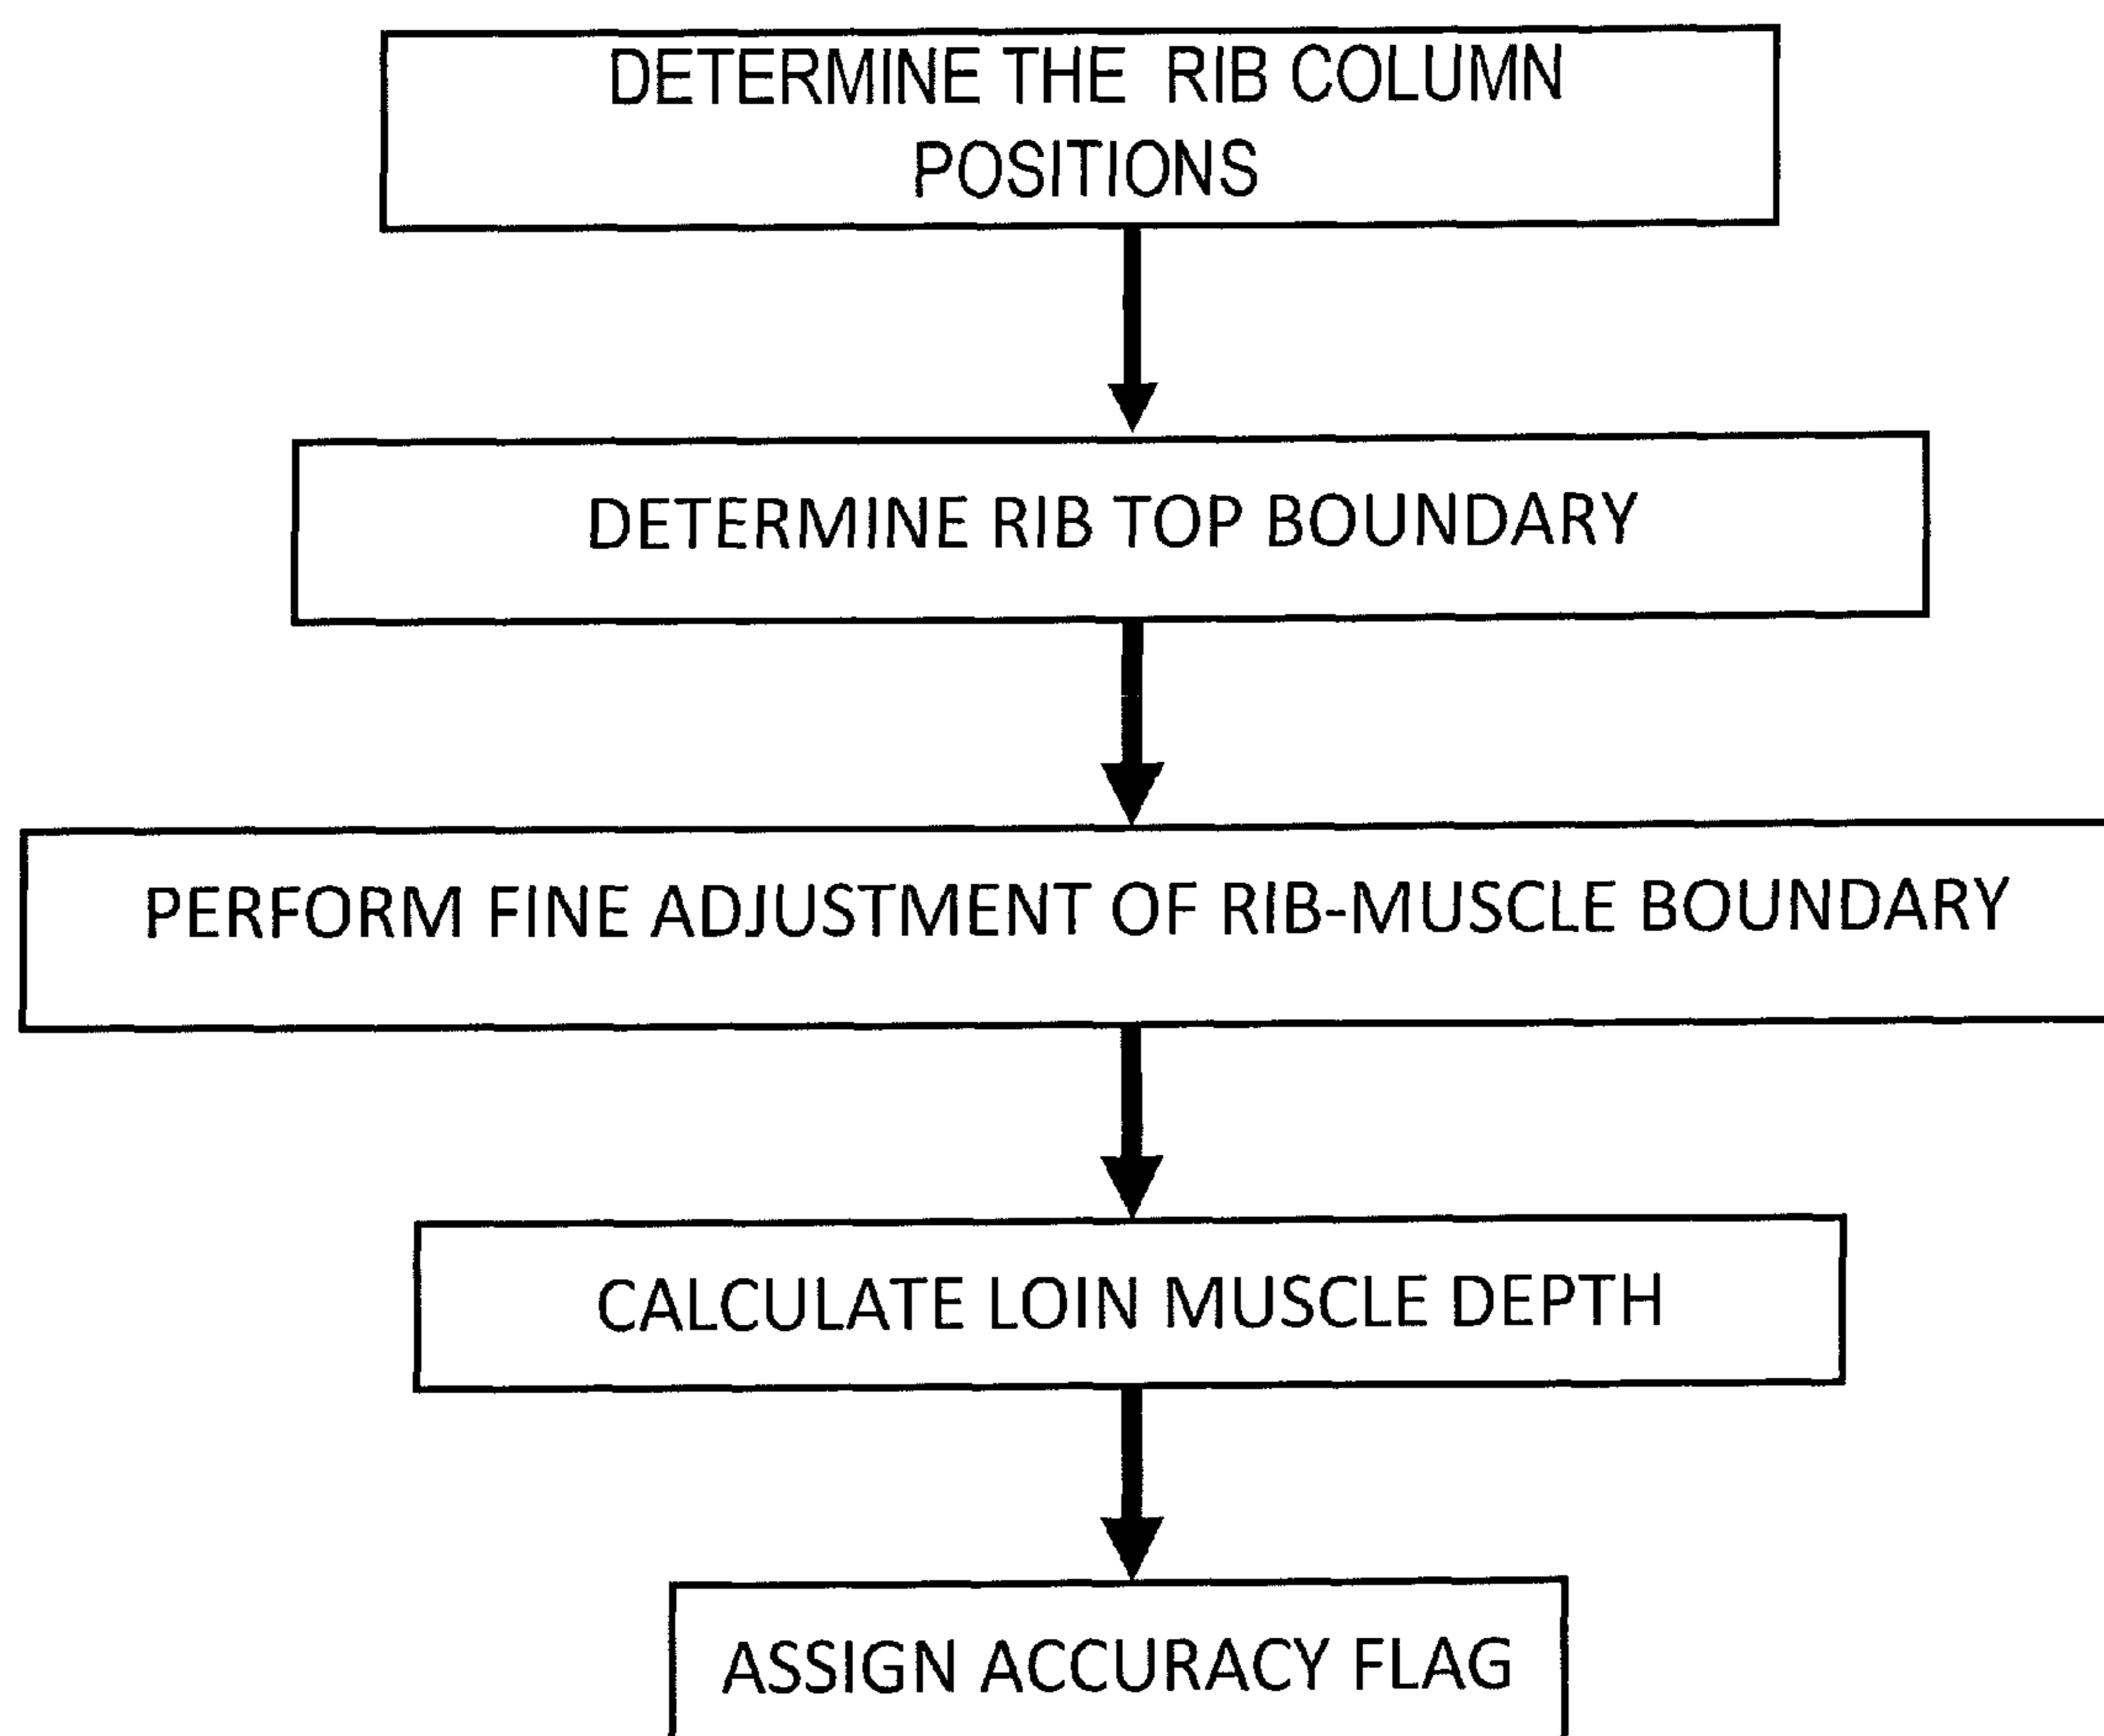 DETERMINE THE RIB COLUMN
POSITIONS
DETERMINE RIB TOP BOUNDARY
PERFORM FINE ADJUSTMENT OF RIB-MUSCLE BOUNDARY
CALCULATE LOIN MUSCLE DEPTH
ASSIGN ACCURACY FLAG